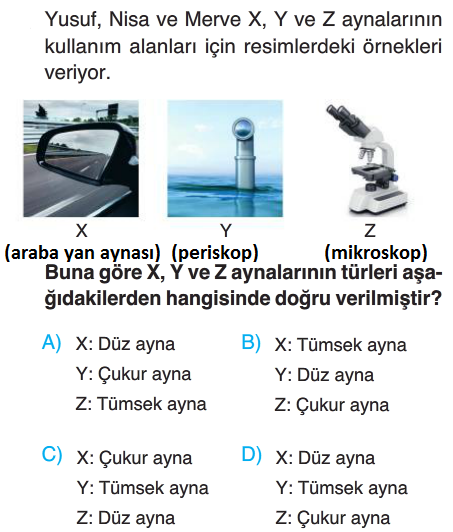 Yusuf, Nisa ve Merve X, Y ve Z aynalarının
kullanım alanları için resimlerdeki örnekleri
veriyor.
X
Y
Z
(araba yan aynası)
(periskop)
(mikroskop)
Buna göre X, Y ve Z aynalarının türleri aşa-
ğıdakilerden hangisinde doğru verilmiştir?
A) X: Düz ayna
Y: Çukur ayna
Z: Tümsek ayna
B) X: Tümsek ayna
Y: Düz ayna
Z: Çukur ayna
C) X: Çukur ayna
Y: Tümsek ayna
Z: Düz ayna
D) X: Düz ayna
Y: Tümsek ayna
Z: Çukur ayna